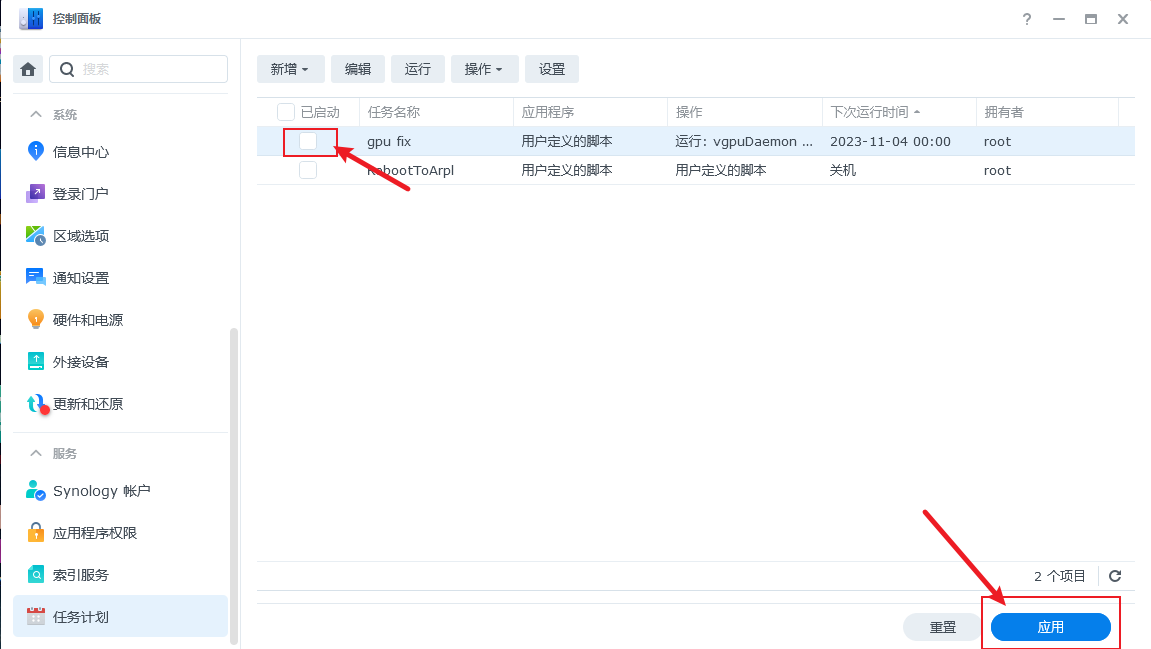 控制面板
搜索
新增 编辑 运行 操作 设置
系统
信息中心
登录门户
区域选项
通知设置
硬件和电源
外接设备
更新和还原
服务
Synology 帐户
应用程序权限
索引服务
任务计划
已启动 任务名称 应用程序 操作 下次运行时间 拥有者
gpu fix 用户定义的脚本 运行: vgpuDaemon ... 2023-11-04 00:00 root
RebootToArpl 用户定义的脚本 用户定义的脚本 关机 root
2 个项目
重置 应用